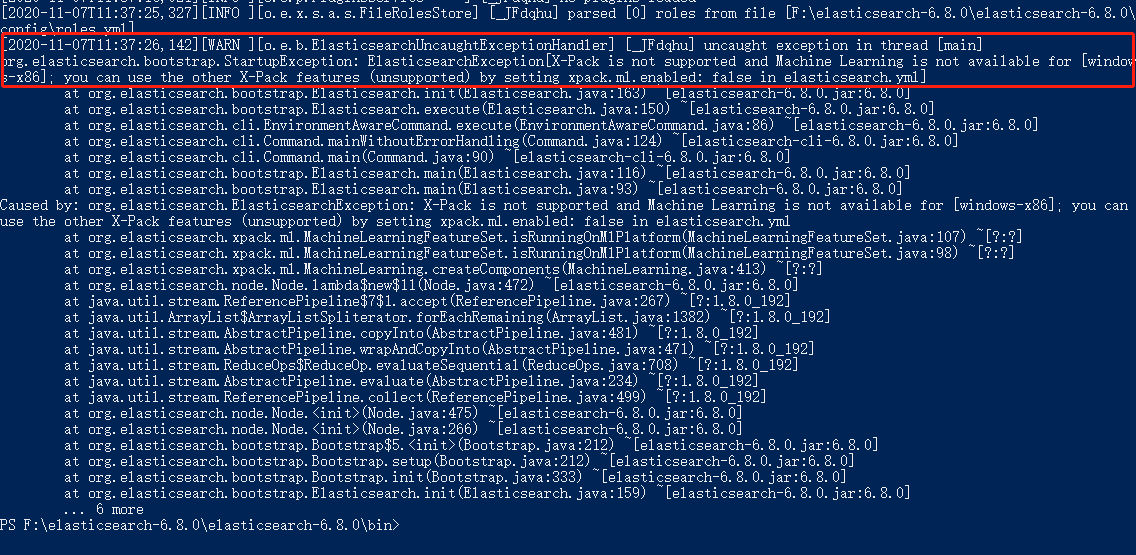 [2020-11-07T11:37:25,327][INFO ][o.e.x.s.a.s.FileRolesStore] [_JFdqhu] parsed [0] roles from file [F:\elasticsearch-6.8.0\elasticsearch-6.8.0\
config\roles.yml]
[2020-11-07T11:37:26,142][WARN ][o.e.b.ElasticsearchUncaughtExceptionHandler] [_JFdqhu] uncaught exception in thread [main]
org.elasticsearch.bootstrap.StartupException: ElasticsearchException[X-Pack is not supported and Machine Learning is not available for [window
s-x86]; you can use the other X-Pack features (unsupported) by setting xpack.ml.enabled: false in elasticsearch.yml]
at org.elasticsearch.bootstrap.Elasticsearch.init(Elasticsearch.java:163) ~[elasticsearch-6.8.0.jar:6.8.0]
at org.elasticsearch.bootstrap.Elasticsearch.execute(Elasticsearch.java:150) ~[elasticsearch-6.8.0.jar:6.8.0]
at org.elasticsearch.cli.EnvironmentAwareCommand.execute(EnvironmentAwareCommand.java:86) ~[elasticsearch-6.8.0.jar:6.8.0]
at org.elasticsearch.cli.Command.mainWithoutErrorHandling(Command.java:124) ~[elasticsearch-cli-6.8.0.jar:6.8.0]
at org.elasticsearch.cli.Command.main(Command.java:90) ~[elasticsearch-cli-6.8.0.jar:6.8.0]
at org.elasticsearch.bootstrap.Elasticsearch.main(Elasticsearch.java:116) ~[elasticsearch-6.8.0.jar:6.8.0]
at org.elasticsearch.bootstrap.Elasticsearch.main(Elasticsearch.java:93) ~[elasticsearch-6.8.0.jar:6.8.0]
Caused by: org.elasticsearch.ElasticsearchException: X-Pack is not supported and Machine Learning is not available for [windows-x86]; you can
use the other X-Pack features (unsupported) by setting xpack.ml.enabled: false in elasticsearch.yml
at org.elasticsearch.xpack.ml.MachineLearningFeatureSet.isRunningOnMlPlatform(MachineLearningFeatureSet.java:107) ~[?:?]
at org.elasticsearch.xpack.ml.MachineLearningFeatureSet.isRunningOnMlPlatform(MachineLearningFeatureSet.java:98) ~[?:?]
at org.elasticsearch.xpack.ml.MachineLearning.createComponents(MachineLearning.java:413) ~[?:?]
at org.elasticsearch.node.Node.lambda$new$11(Node.java:472) ~[elasticsearch-6.8.0.jar:6.8.0]
at java.util.stream.ReferencePipeline$7$1.accept(ReferencePipeline.java:267) ~[?:1.8.0_192]
at java.util.ArrayList$ArrayListSpliterator.forEachRemaining(ArrayList.java:1382) ~[?:1.8.0_192]
at java.util.stream.AbstractPipeline.copyInto(AbstractPipeline.java:481) ~[?:1.8.0_192]
at java.util.stream.AbstractPipeline.wrapAndCopyInto(AbstractPipeline.java:471) ~[?:1.8.0_192]
at java.util.stream.ReduceOps$ReduceOp.evaluateSequential(ReduceOps.java:708) ~[?:1.8.0_192]
at java.util.stream.AbstractPipeline.evaluate(AbstractPipeline.java:234) ~[?:1.8.0_192]
at java.util.stream.ReferencePipeline.collect(ReferencePipeline.java:499) ~[?:1.8.0_192]
at org.elasticsearch.node.Node.<init>(Node.java:475) ~[elasticsearch-6.8.0.jar:6.8.0]
at org.elasticsearch.node.Node.<init>(Node.java:266) ~[elasticsearch-6.8.0.jar:6.8.0]
at org.elasticsearch.bootstrap.Bootstrap$5.<init>(Bootstrap.java:212) ~[elasticsearch-6.8.0.jar:6.8.0]
at org.elasticsearch.bootstrap.Bootstrap.setup(Bootstrap.java:212) ~[elasticsearch-6.8.0.jar:6.8.0]
at org.elasticsearch.bootstrap.Bootstrap.init(Bootstrap.java:333) ~[elasticsearch-6.8.0.jar:6.8.0]
at org.elasticsearch.bootstrap.Elasticsearch.init(Elasticsearch.java:159) ~[elasticsearch-6.8.0.jar:6.8.0]
... 6 more
PS F:\elasticsearch-6.8.0\elasticsearch-6.8.0\bin>